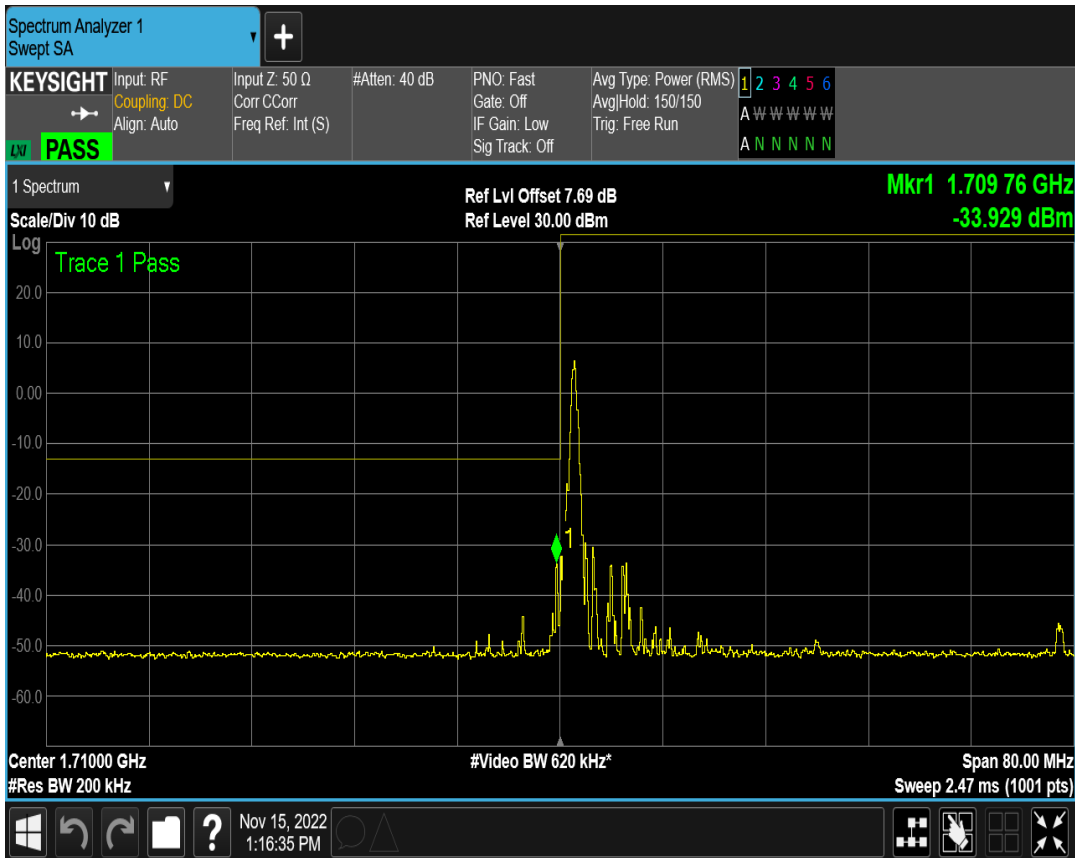 Spectrum Analyzer 1
Swept SA
+
KEYSIGHT
LXI PASS
Input: RF
Coupling: DC
Align: Auto
Input Z: 50 Ω
Corr CCorr
Freq Ref: Int (S)
#Atten: 40 dB
PNO: Fast
Gate: Off
IF Gain: Low
Sig Track: Off
Avg Type: Power (RMS)
Avg|Hold: 150/150
Trig: Free Run
1 2 3 4 5 6
A W W W W W
A N N N N N
1 Spectrum
Scale/Div 10 dB
Ref Lvl Offset 7.69 dB
Ref Level 30.00 dBm
Mkr1 1.709 76 GHz
-33.929 dBm
Log
Trace 1 Pass
20.0
10.0
0.00
-10.0
-20.0
-30.0
-40.0
-50.0
-60.0
1
Center 1.71000 GHz
#Res BW 200 kHz
#Video BW 620 kHz*
Span 80.00 MHz
Sweep 2.47 ms (1001 pts)
?
Nov 15, 2022
1:16:35 PM